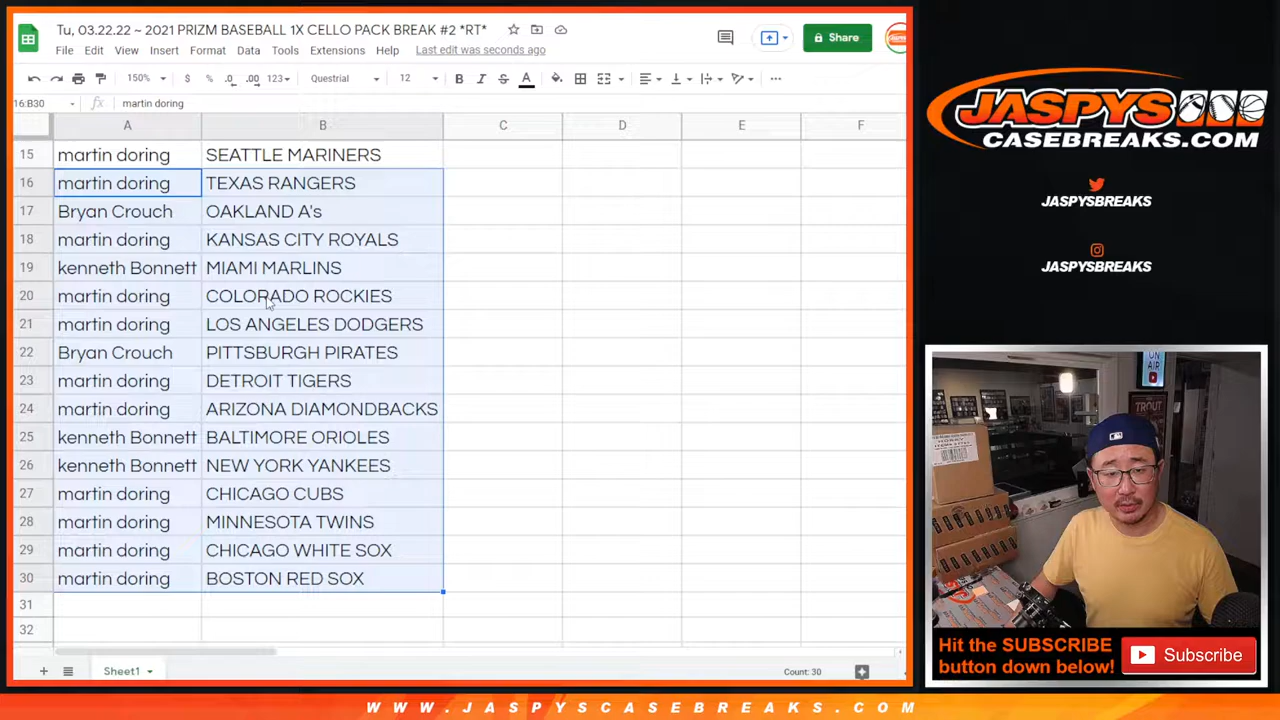 Tu, 03.22.22 ~ 2021 PRIZM BASEBALL 1X CELLO PACK BREAK #2 *RT*
File Edit View Insert Format Data Tools Extensions Help Last edit was seconds ago
Share
150% $ % .0 .00 123 Questrial 12 B I S A
16:B30 fx martin doring
A B C D E F
15 martin doring SEATTLE MARINERS
16 martin doring TEXAS RANGERS
17 Bryan Crouch OAKLAND A's
18 martin doring KANSAS CITY ROYALS
19 kenneth Bonnett MIAMI MARLINS
20 martin doring COLORADO ROCKIES
21 martin doring LOS ANGELES DODGERS
22 Bryan Crouch PITTSBURGH PIRATES
23 martin doring DETROIT TIGERS
24 martin doring ARIZONA DIAMONDBACKS
25 kenneth Bonnett BALTIMORE ORIOLES
26 kenneth Bonnett NEW YORK YANKEES
27 martin doring CHICAGO CUBS
28 martin doring MINNESOTA TWINS
29 martin doring CHICAGO WHITE SOX
30 martin doring BOSTON RED SOX
31
32
Sheet1 Count: 30
JASPYS
CASEBREAKS.COM
JASPYSBREAKS
JASPYSBREAKS
ON
AIR
TROUT
Hit the SUBSCRIBE
button down below!
Subscribe
WWW.JASPYSCASEBREAKS.COM